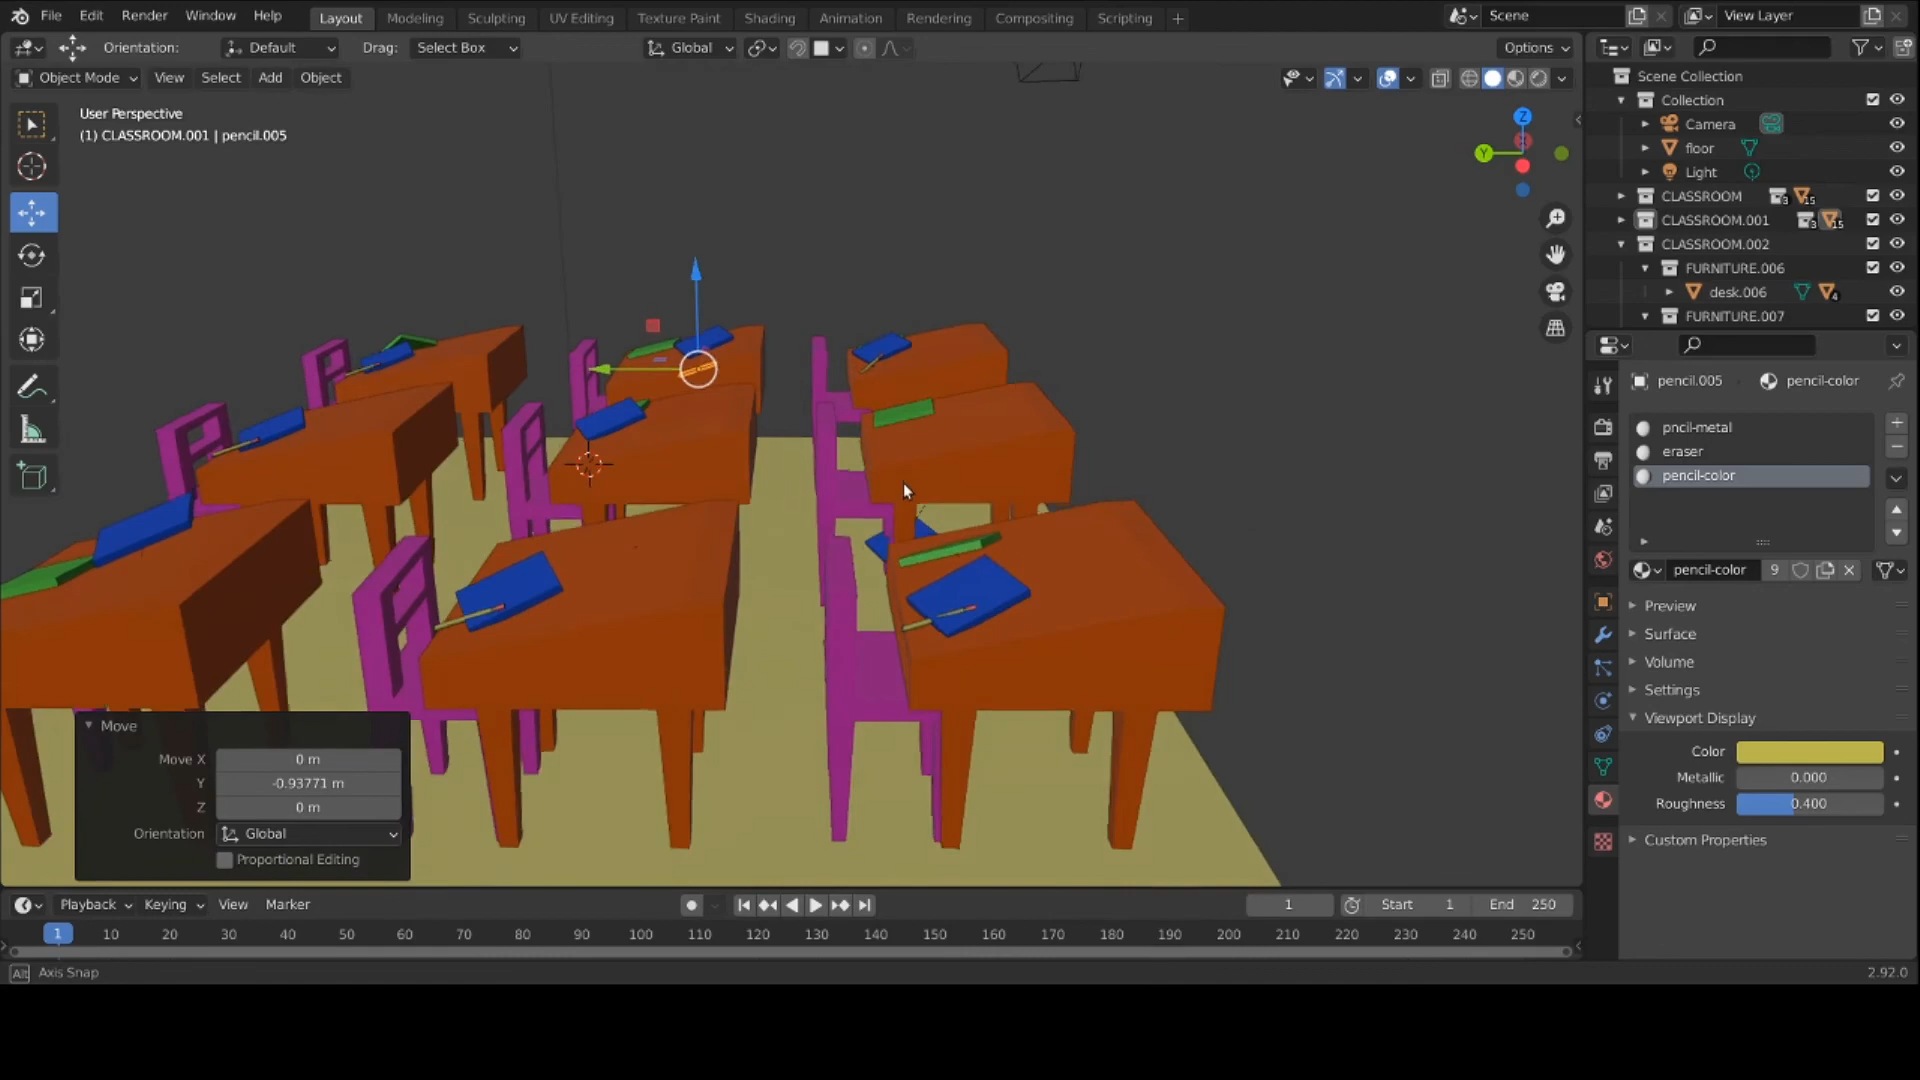 File Edit Render Window Help Layout Modeling Sculpting UV Editing Texture Paint Shading Animation Rendering Compositing Scripting + Scene View Layer
Orientation: Default Drag: Select Box Global Options
Object Mode View Select Add Object
User Perspective
(1) CLASSROOM.001 | pencil.005
Z
Y
Scene Collection
Collection
Camera
floor
Light
CLASSROOM 3 15
CLASSROOM.001 3 15
CLASSROOM.002
FURNITURE.006
desk.006 4
FURNITURE.007
pencil.005 pencil-color
pncil-metal
eraser
pencil-color
pencil-color 9
Preview
Surface
Volume
Settings
Viewport Display
Color
Metallic 0.000
Roughness 0.400
Custom Properties
Move
Move X 0 m
Y -0.93771 m
Z 0 m
Orientation Global
Proportional Editing
Playback Keying View Marker 1 Start 1 End 250
1 10 20 30 40 50 60 70 80 90 100 110 120 130 140 150 160 170 180 190 200 210 220 230 240 250
Alt Axis Snap 2.92.0